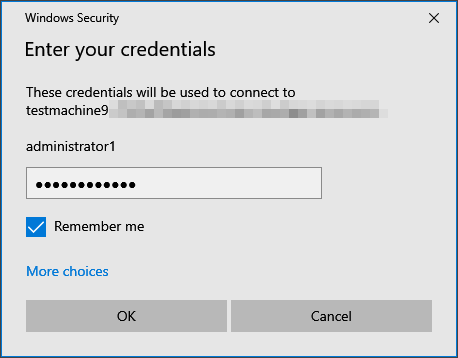 Windows Security
Enter your credentials
These credentials will be used to connect to
testmachine9
administrator1
●●●●●●●●●●●●
Remember me
More choices
OK
Cancel